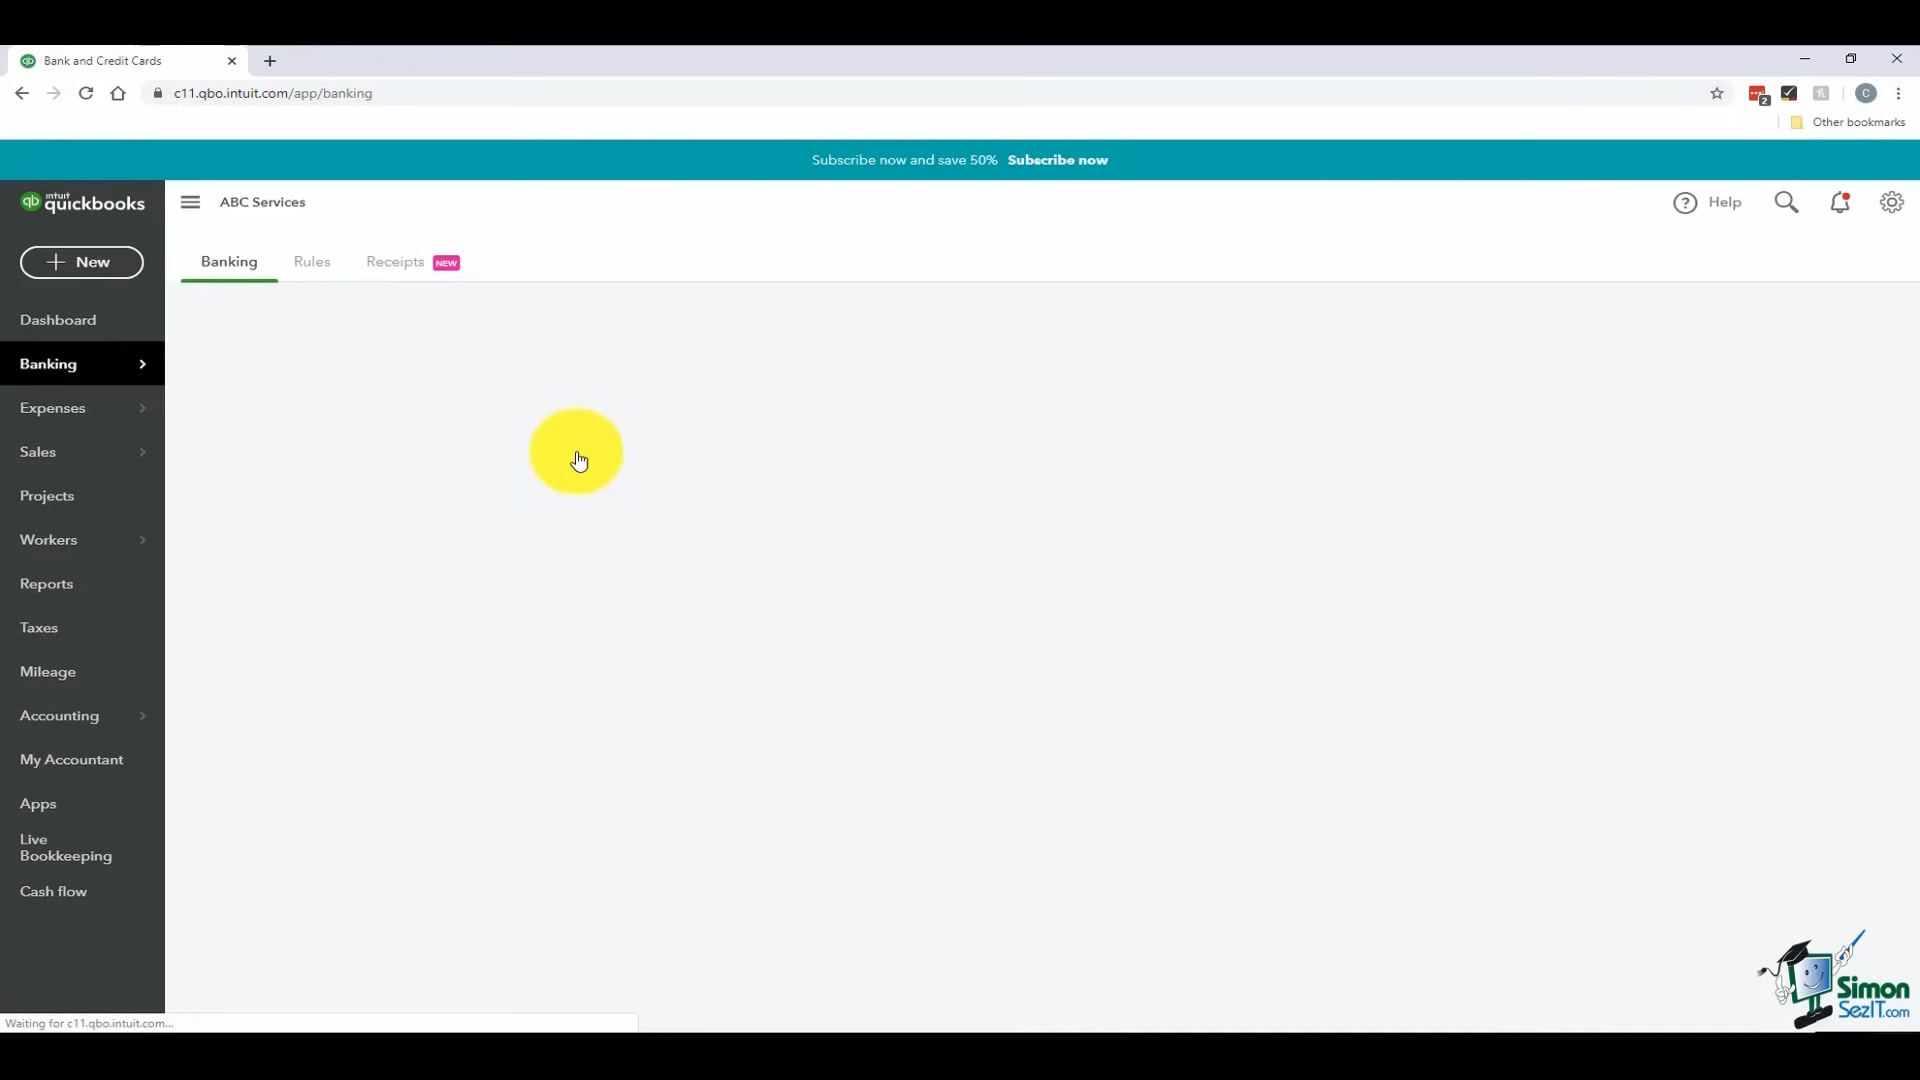 Bank and Credit Cards
c11.qbo.intuit.com/app/banking
2
C
Other bookmarks
Subscribe now and save 50% Subscribe now
qb intuit quickbooks
ABC Services
? Help
+ New
Banking Rules Receipts NEW
Dashboard
Banking
Expenses
Sales
Projects
Workers
Reports
Taxes
Mileage
Accounting
My Accountant
Apps
Live
Bookkeeping
Cash flow
Simon
SezIT.com
Waiting for c11.qbo.intuit.com...